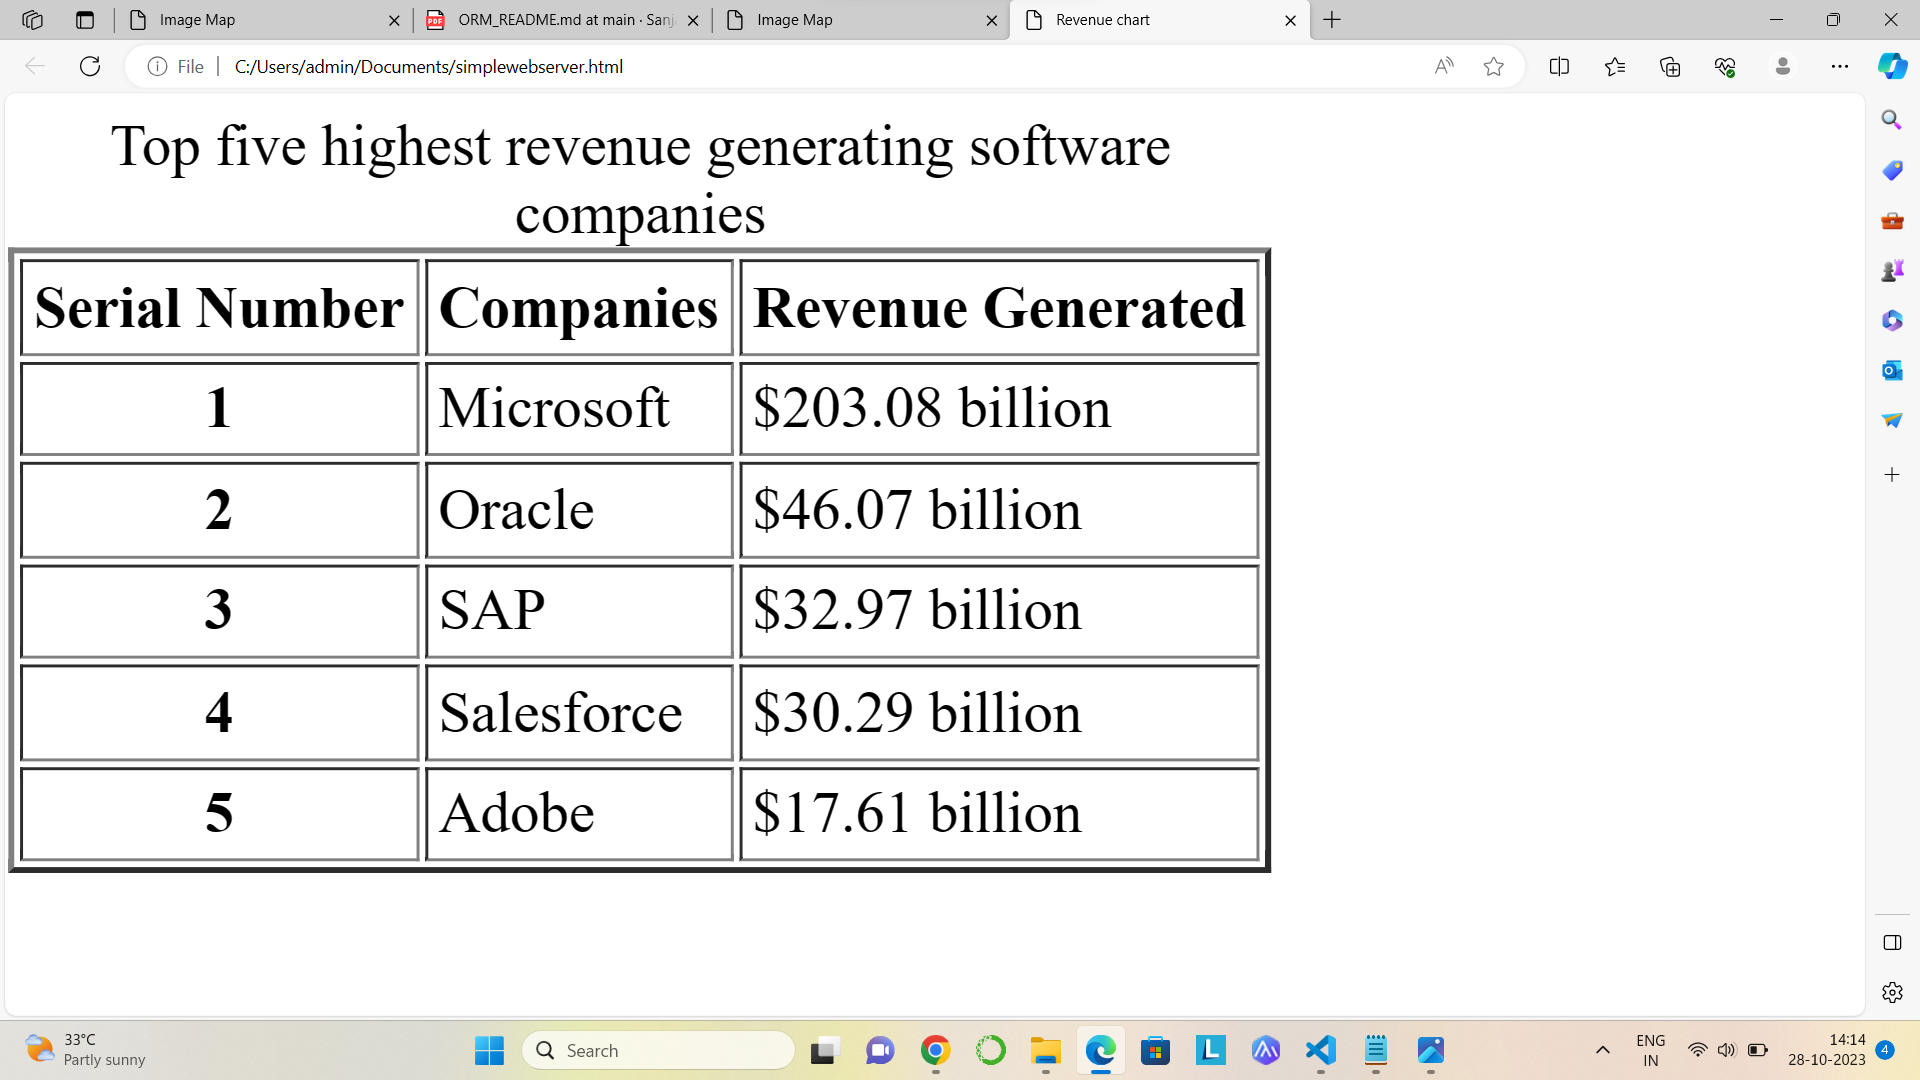 Image Map
ORM_README.md at main · Sanj
Image Map
Revenue chart
File
C:/Users/admin/Documents/simplewebserver.html
Top five highest revenue generating software
companies
Serial Number Companies Revenue Generated
1 Microsoft $203.08 billion
2 Oracle $46.07 billion
3 SAP $32.97 billion
4 Salesforce $30.29 billion
5 Adobe $17.61 billion
33°C
Partly sunny
Search
ENG
IN
14:14
28-10-2023
4